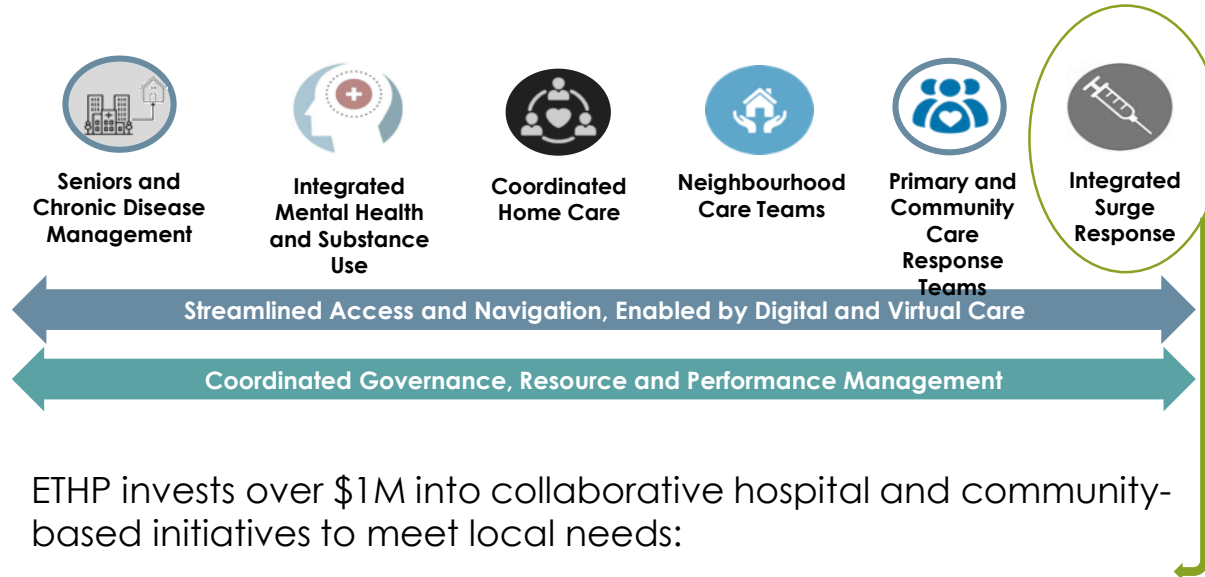 Seniors and
Chronic Disease
Management
Integrated
Mental Health
and Substance
Use
Coordinated
Home Care
Neighbourhood
Care Teams
Primary and
Community
Care
Response
Teams
Integrated
Surge
Response
Streamlined Access and Navigation, Enabled by Digital and Virtual Care
Coordinated Governance, Resource and Performance Management
ETHP invests over $1M into collaborative hospital and community-
based initiatives to meet local needs: